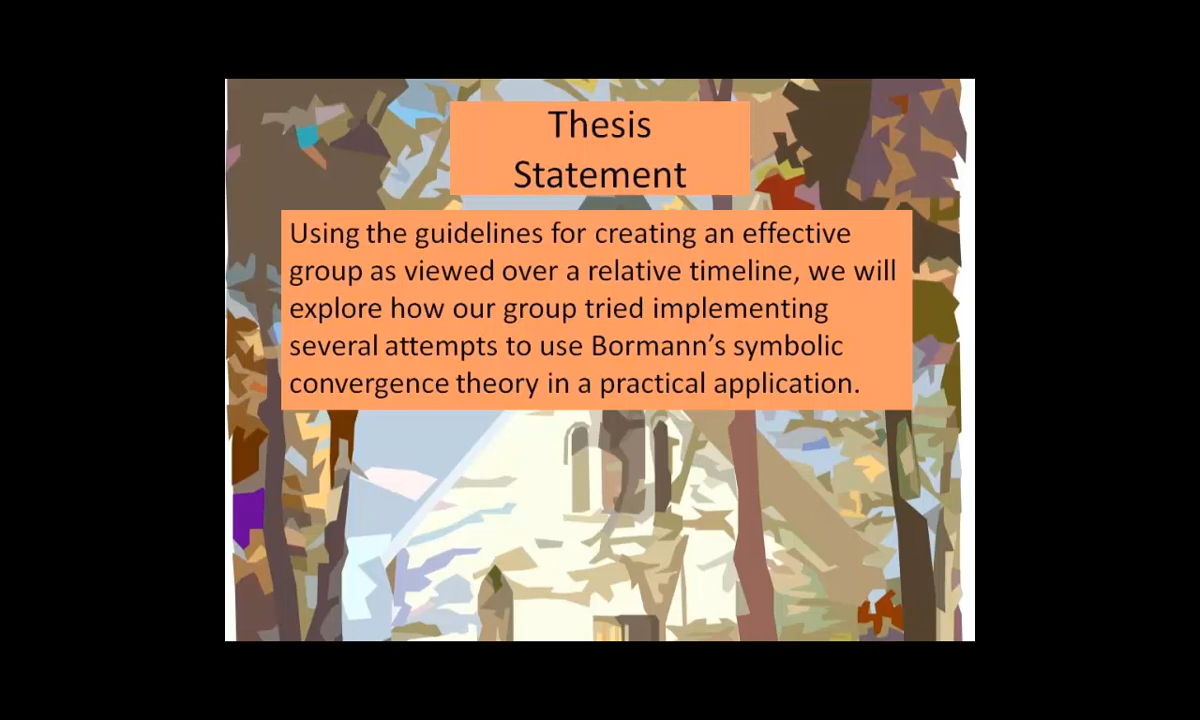 Thesis
Statement
Using the guidelines for creating an effective
group as viewed over a relative timeline, we will
explore how our group tried implementing
several attempts to use Bormann’s symbolic
convergence theory in a practical application.